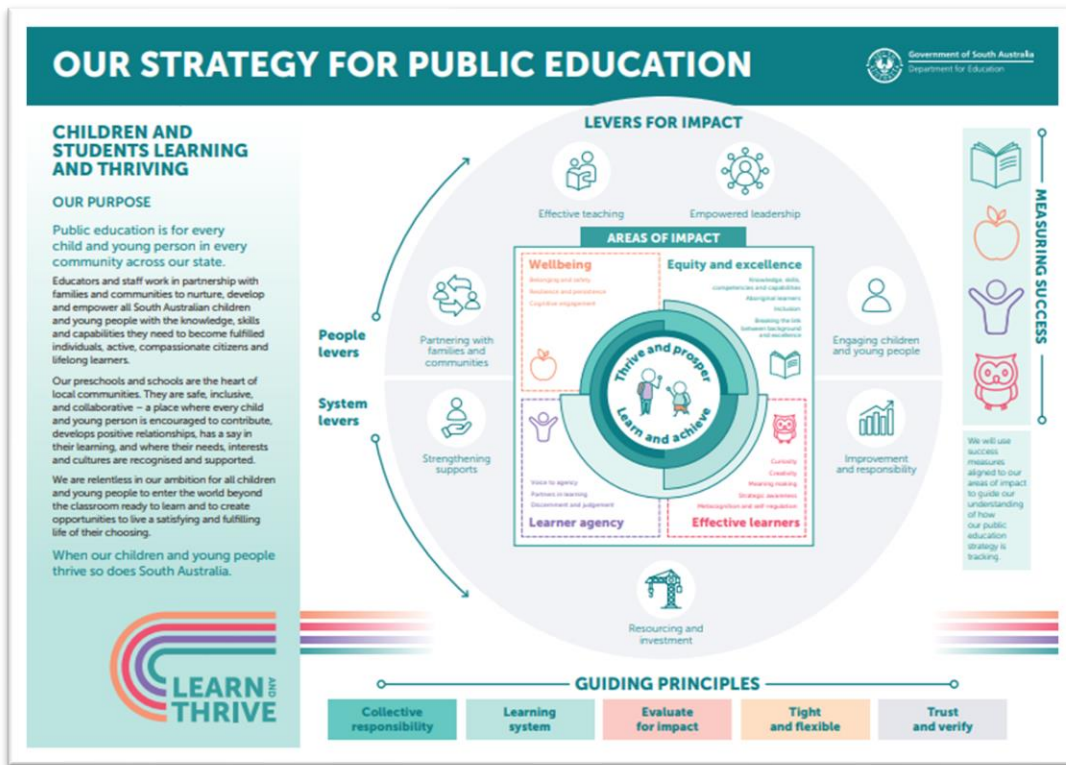 OUR STRATEGY FOR PUBLIC EDUCATION
Government of South Australia
Department for Education
CHILDREN AND
STUDENTS LEARNING
AND THRIVING
OUR PURPOSE
Public education is for every
child and young person in every
community across our state.
Educators and staff work in partnership with
families and communities to nurture, develop
and empower all South Australian children
and young people with the knowledge, skills
and capabilities they need to become fulfilled
individuals, active, compassionate citizens and
lifelong learners.
Our preschools and schools are the heart of
local communities. They are safe, inclusive,
and collaborative – a place where every child
and young person is encouraged to contribute,
develops positive relationships, has a say in
their learning, and where their needs, interests
and cultures are recognised and supported.
We are relentless in our ambition for all children
and young people to enter the world beyond
the classroom ready to learn and to create
opportunities to live a satisfying and fulfilling
life of their choosing.
When our children and young people
thrive so does South Australia.
LEARN
AND
THRIVE
LEVERS FOR IMPACT
Effective teaching
Empowered leadership
People
levers
Partnering with
families and
communities
Engaging children
and young people
System
levers
Strengthening
supports
Improvement
and responsibility
Resourcing and
investment
AREAS OF IMPACT
Wellbeing
Belonging and safety
Resilience and persistence
Cognitive engagement
Equity and excellence
Knowledge, skills,
competencies and capabilities
Aboriginal learners
Inclusion
Breaking the link
between background
and excellence
Thrive and prosper
Learn and achieve
Voice to agency
Partners in learning
Discernment and judgement
Learner agency
Curiosity
Creativity
Meaning making
Strategic awareness
Metacognition and self-regulation
Effective learners
MEASURING SUCCESS
We will use
success
measures
aligned to our
areas of impact
to guide our
understanding
of how
our public
education
strategy is
tracking.
GUIDING PRINCIPLES
Collective
responsibility
Learning
system
Evaluate
for impact
Tight
and flexible
Trust
and verify